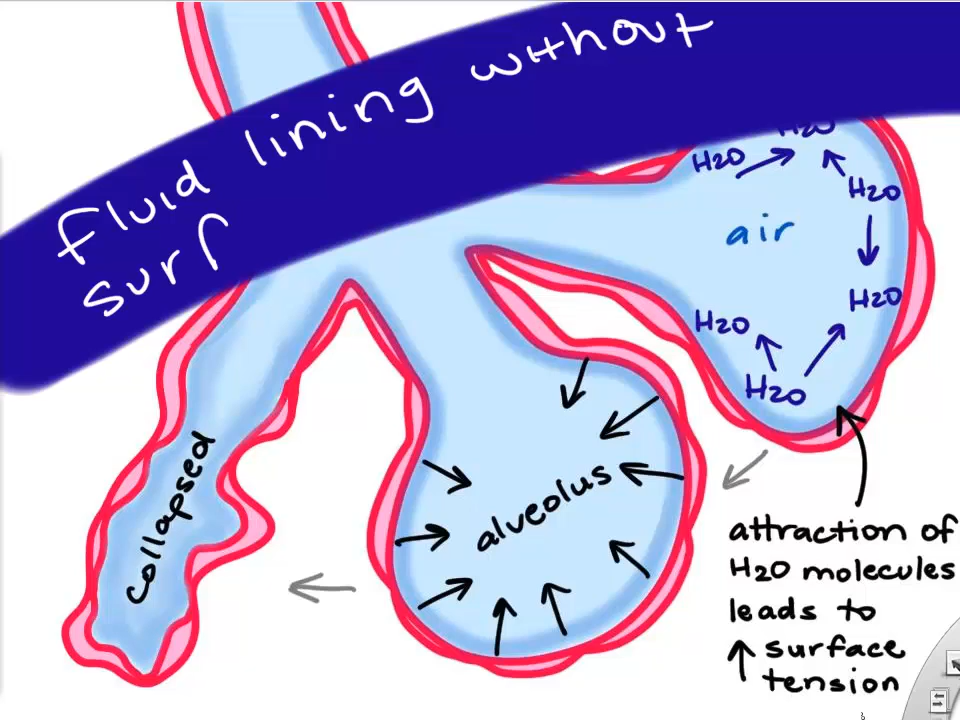 fluid lining without
surf
H2O
H2O
H2O
air
H2O
H2O
H2O
collapsed
alveolus
attraction of
H2O molecules
leads to
↑ surface
tension